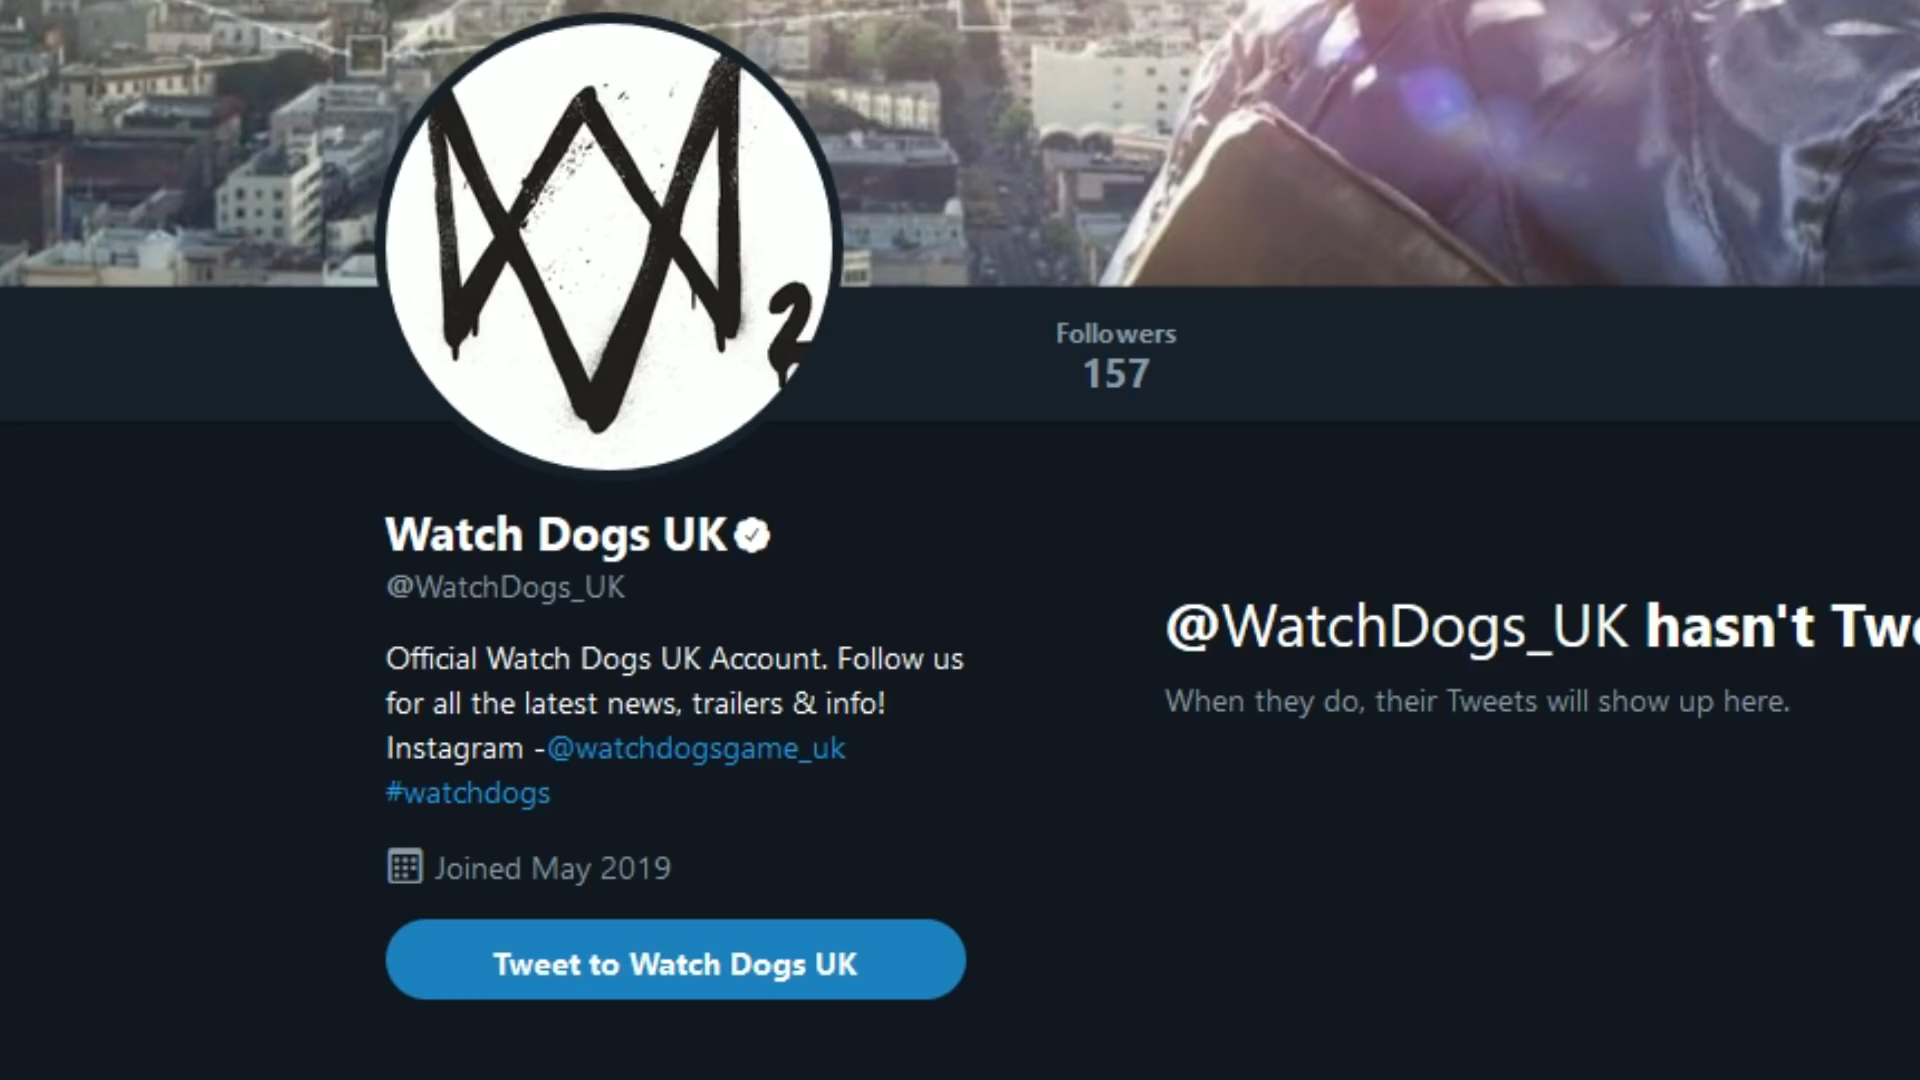 2
Followers
157
Watch Dogs UK
@WatchDogs_UK
Official Watch Dogs UK Account. Follow us
for all the latest news, trailers & info!
Instagram -@watchdogsgame_uk
#watchdogs
Joined May 2019
Tweet to Watch Dogs UK
@WatchDogs_UK hasn't
When they do, their Tweets will show up here.